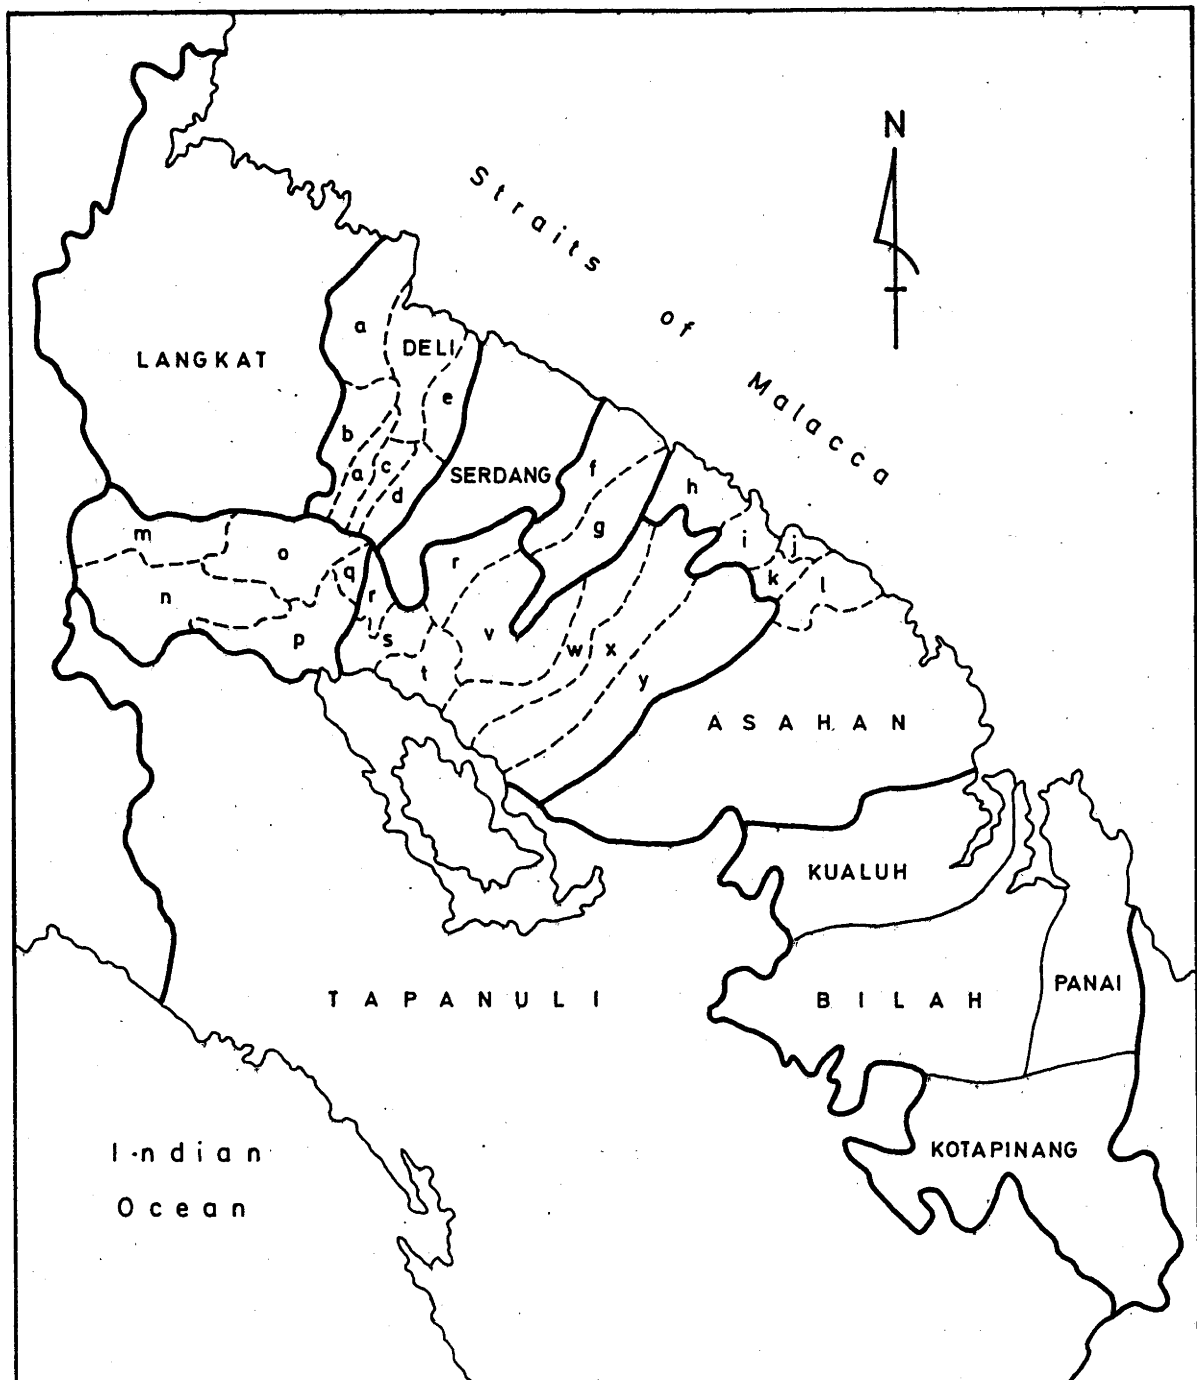 N
Straits of Malacca
a
DELI
LANGKAT
e
b
a
c
d
SERDANG
f
g
h
i
j
k
l
m
o
n
q
r
r
p
s
t
v
w
x
y
ASAHAN
KUALUH
TAPANULI
BILAH
PANAI
Indian
Ocean
KOTAPINANG